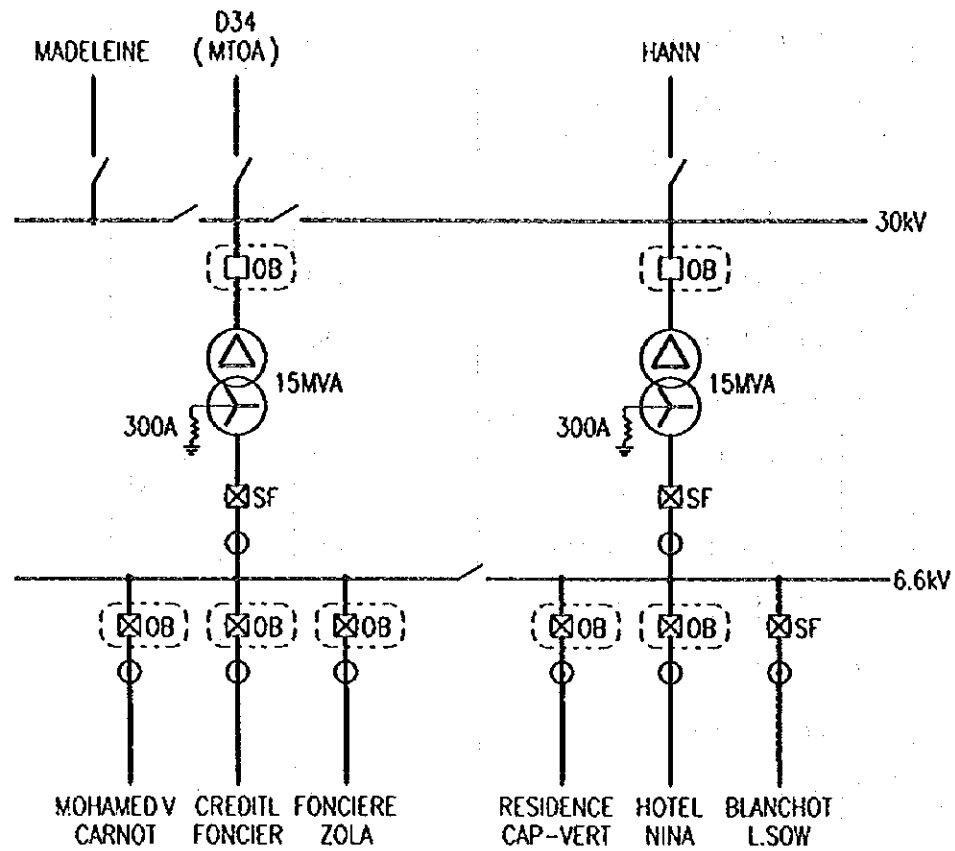 D34
MADELEINE (MTOA) HANN
30kV
OB OB
15MVA 15MVA
300A 300A
SF SF
6.6kV
OB OB OB OB OB SF
MOHAMED V CREDITL FONCIERE RESIDENCE HOTEL BLANCHOT
CARNOT FONCIER ZOLA CAP-VERT NINA L.SOW